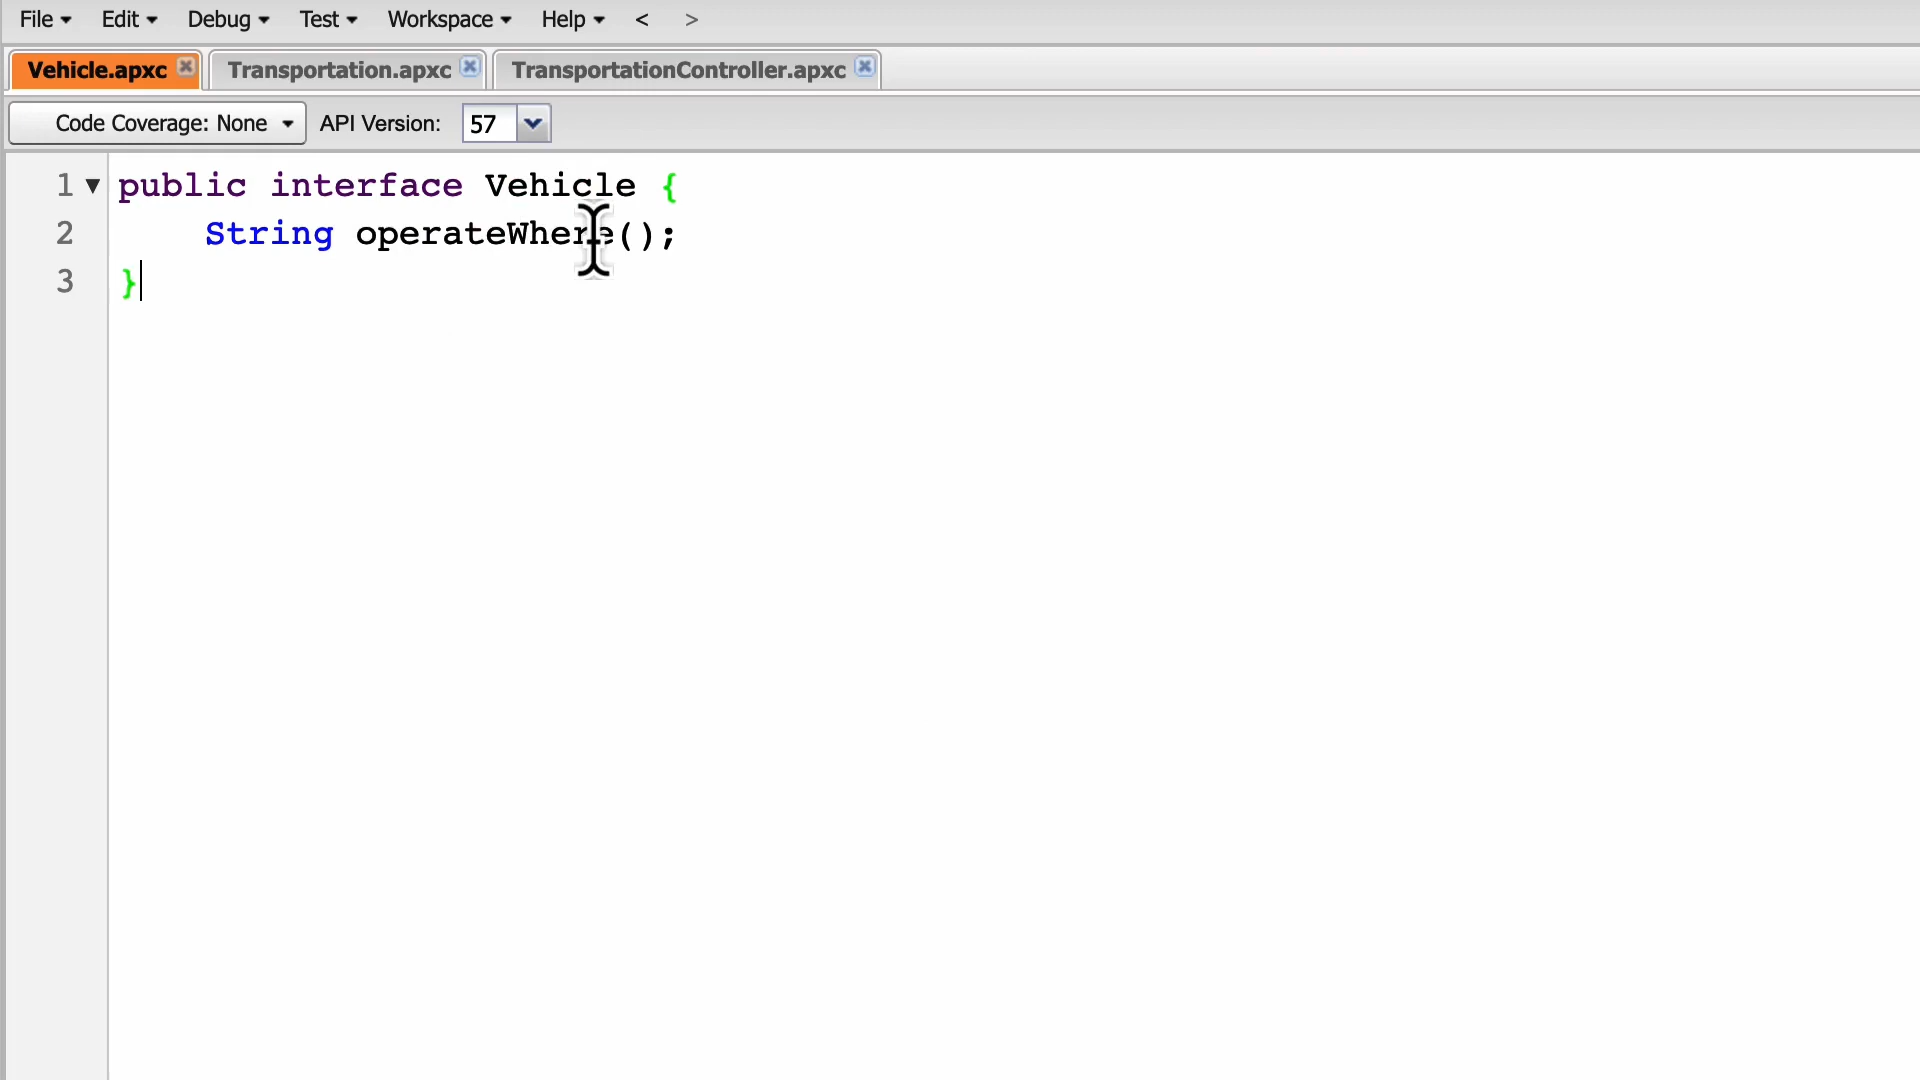 File Edit Debug Test Workspace Help < >
Vehicle.apxc Transportation.apxc TransportationController.apxc
Code Coverage: None API Version: 57
1 public interface Vehicle {
2 String operateWhere();
3 }